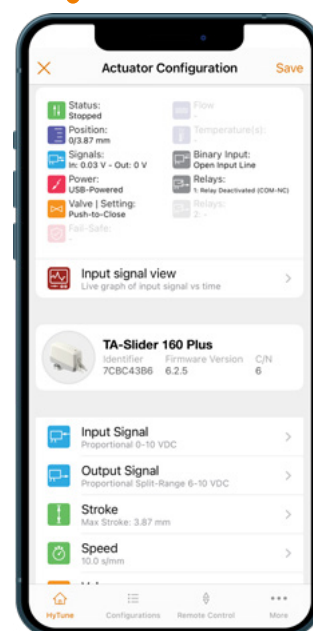 Actuator Configuration
Save
Status:
Stopped
Flow
-
Position:
0/3.87 mm
Temperature(s):
-
Signals:
In: 0.03 V - Out: 0 V
Binary Input:
Open Input Line
Power:
USB-Powered
Relays:
1: Relay Deactivated (COM-NC)
Valve | Setting:
Push-to-Close
Relays:
2: -
Fail-Safe:
-
Input signal view
Live graph of input signal vs time
TA-Slider 160 Plus
Identifier Firmware Version C/N
7CBC43B6 6.2.5 6
Input Signal
Proportional 0-10 VDC
Output Signal
Proportional Split-Range 6-10 VDC
Stroke
Max Stroke: 3.87 mm
Speed
10.0 s/mm
HyTune Configurations Remote Control More